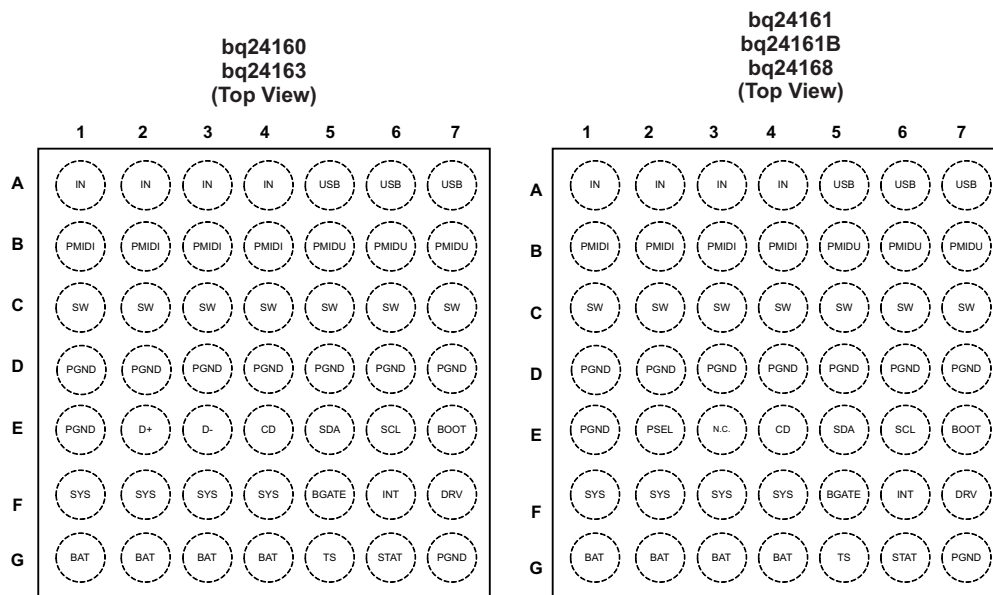 bq24160
bq24163
(Top View)
1 2 3 4 5 6 7
A IN IN IN IN USB USB USB
B PMIDI PMIDI PMIDI PMIDI PMIDU PMIDU PMIDU
C SW SW SW SW SW SW SW
D PGND PGND PGND PGND PGND PGND PGND
E PGND D+ D- CD SDA SCL BOOT
F SYS SYS SYS SYS BGATE INT DRV
G BAT BAT BAT BAT TS STAT PGND
bq24161
bq24161B
bq24168
(Top View)
1 2 3 4 5 6 7
A IN IN IN IN USB USB USB
B PMIDI PMIDI PMIDI PMIDI PMIDU PMIDU PMIDU
C SW SW SW SW SW SW SW
D PGND PGND PGND PGND PGND PGND PGND
E PGND PSEL N.C. CD SDA SCL BOOT
F SYS SYS SYS SYS BGATE INT DRV
G BAT BAT BAT BAT TS STAT PGND